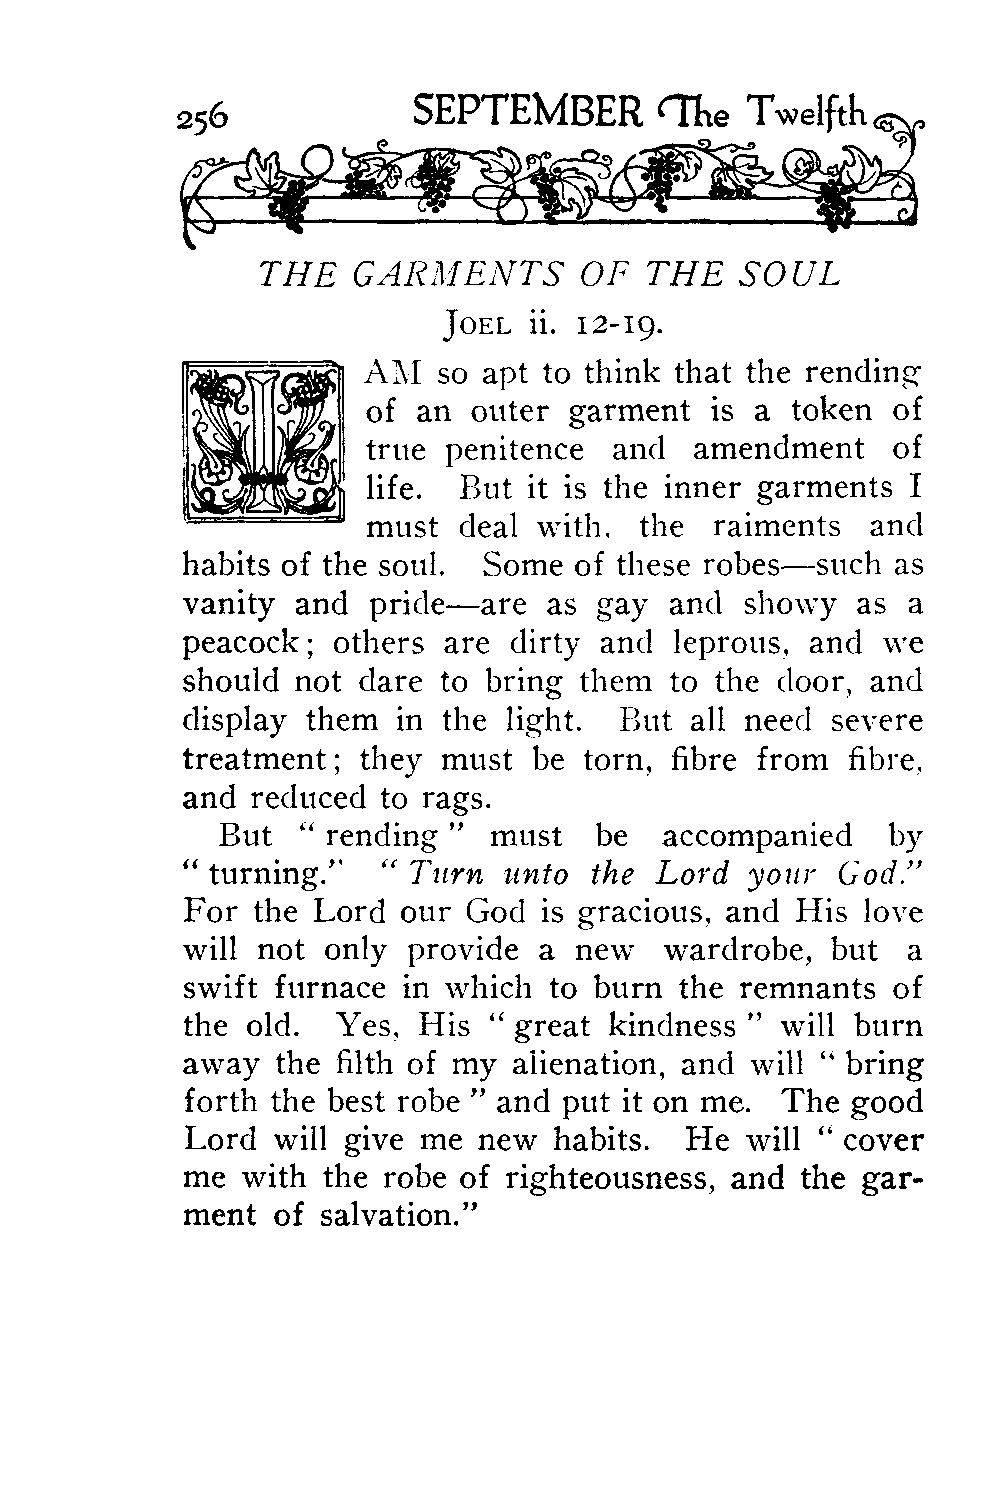 256
SEPTEMBER The Twelfth
THE GARMENTS OF THE SOUL
JOEL ii. 12-19.
I AM so apt to think that the rending
of an outer garment is a token of
true penitence and amendment of
life. But it is the inner garments I
must deal with, the raiments and
habits of the soul. Some of these robes—such as
vanity and pride—are as gay and showy as a
peacock; others are dirty and leprous, and we
should not dare to bring them to the door, and
display them in the light. But all need severe
treatment; they must be torn, fibre from fibre,
and reduced to rags.
But “rending” must be accompanied by
“turning.” “Turn unto the Lord your God.”
For the Lord our God is gracious, and His love
will not only provide a new wardrobe, but a
swift furnace in which to burn the remnants of
the old. Yes, His “great kindness” will burn
away the filth of my alienation, and will “bring
forth the best robe” and put it on me. The good
Lord will give me new habits. He will “cover
me with the robe of righteousness, and the gar-
ment of salvation.”